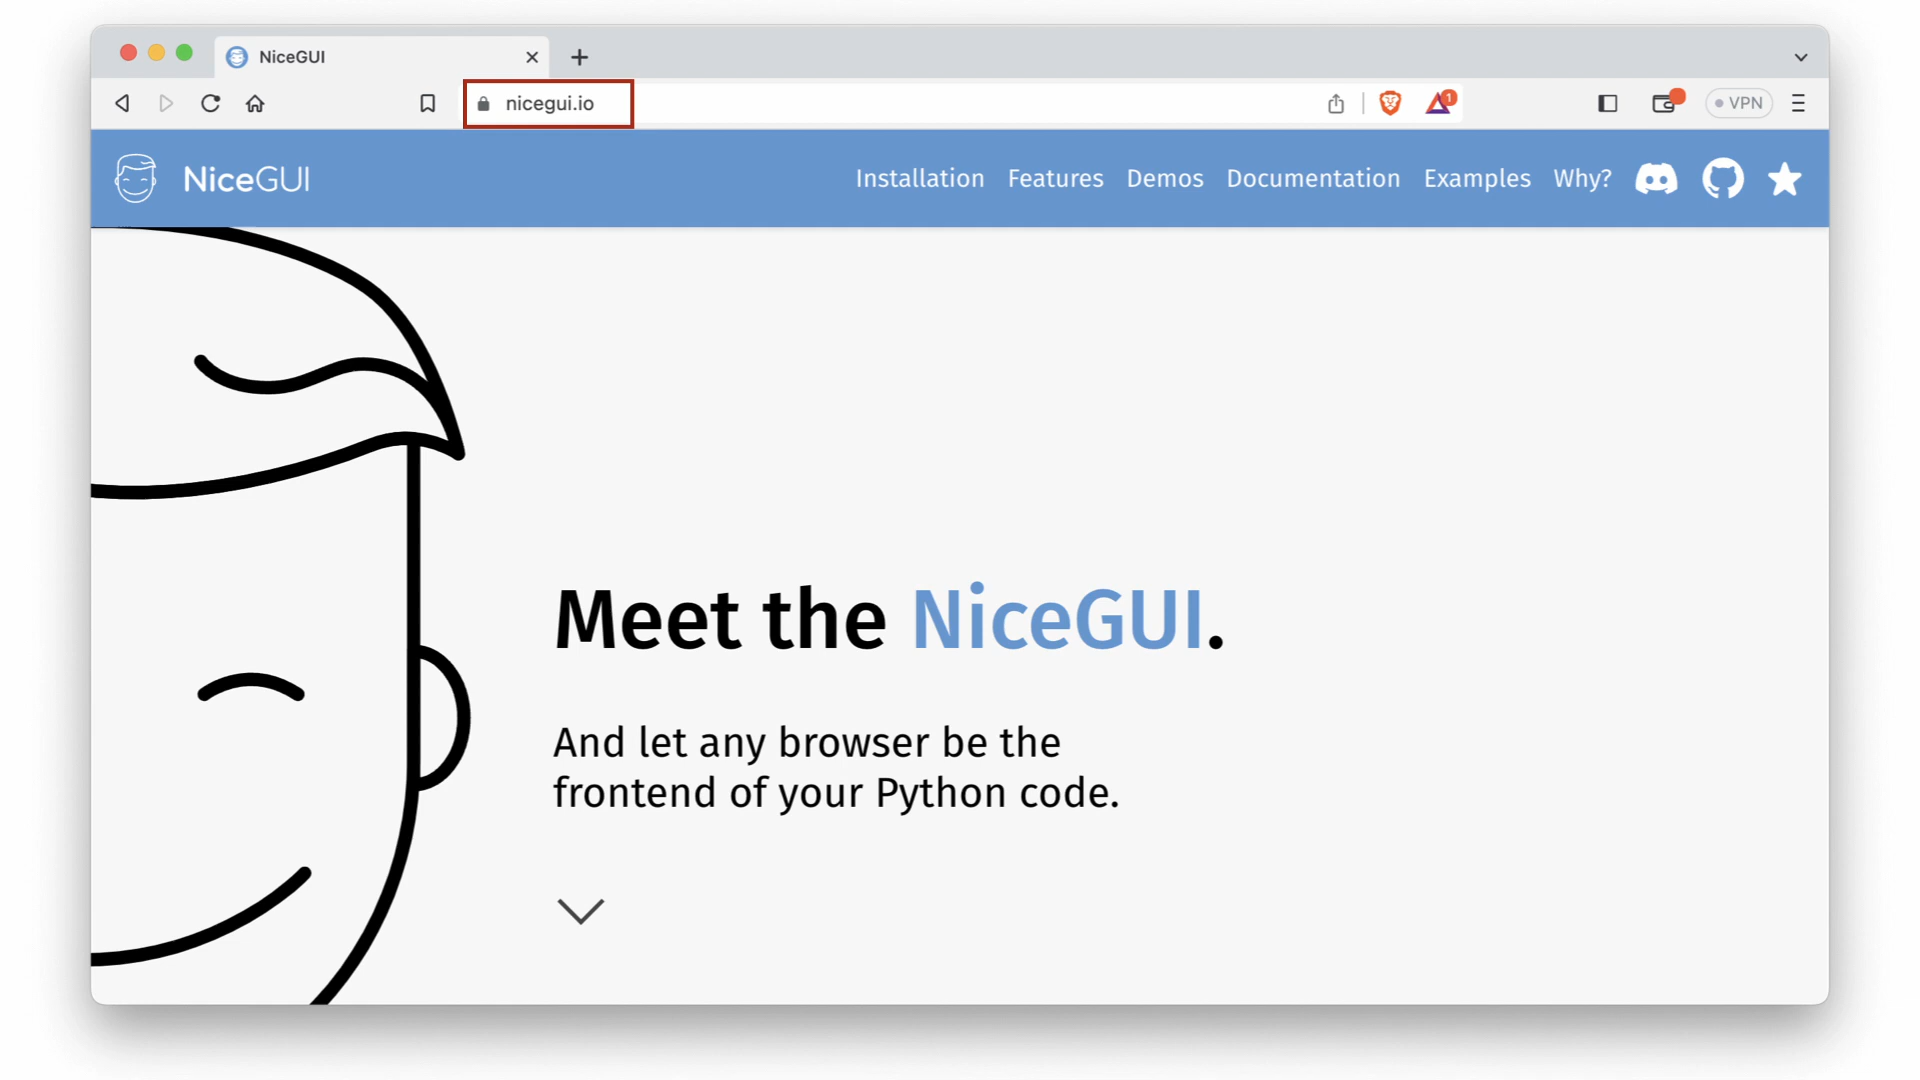 NiceGUI
nicegui.io
1
VPN
NiceGUI
Installation Features Demos Documentation Examples Why?
Meet the NiceGUI.
And let any browser be the
frontend of your Python code.